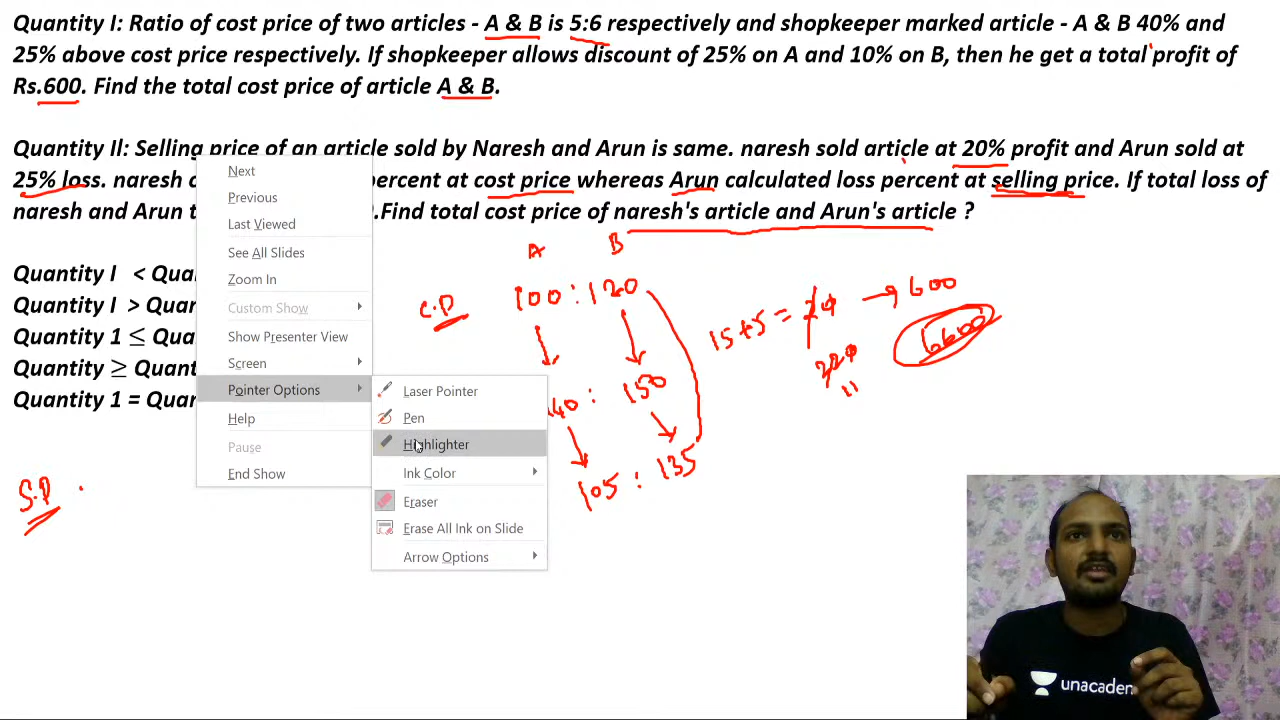 Quantity I: Ratio of cost price of two articles - A & B is 5:6 respectively and shopkeeper marked article - A & B 40% and
25% above cost price respectively. If shopkeeper allows discount of 25% on A and 10% on B, then he get a total profit of
Rs.600. Find the total cost price of article A & B.
Quantity Il: Selling price of an article sold by Naresh and Arun is same. naresh sold article at 20% profit and Arun sold at
25% loss. naresh percent at cost price whereas Arun calculated loss percent at selling price. If total loss of
naresh and Arun .Find total cost price of naresh's article and Arun's article ?
Next
Previous
Last Viewed
See All Slides
Zoom In
Custom Show
Show Presenter View
Screen
Pointer Options
Help
Pause
End Show
Laser Pointer
Pen
Highlighter
Ink Color
Eraser
Erase All Ink on Slide
Arrow Options
Quantity I < Qua
Quantity I > Quar
Quantity 1 ≤ Qua
Quantity ≥ Quant
Quantity 1 = Quar
A B
C.P 100 : 120
140 : 150
105 : 135
15+5 = → 600
6600
S.P
unacaden